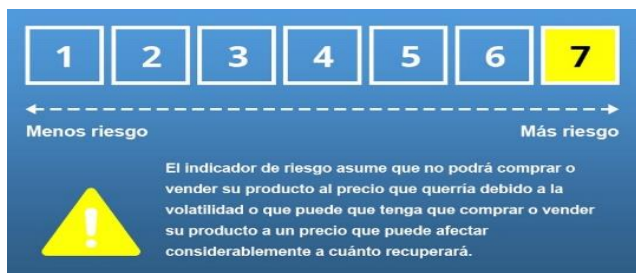 1 2 3 4 5 6 7
Menos riesgo Más riesgo
El indicador de riesgo asume que no podrá comprar o
vender su producto al precio que querría debido a la
volatilidad o que puede que tenga que comprar o vender
su producto a un precio que puede afectar
considerablemente a cuánto recuperará.